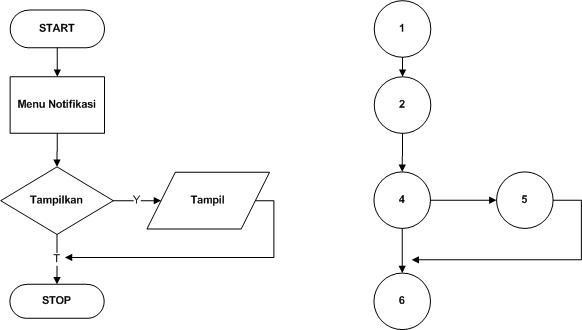 START
1
Menu Notifikasi
2
Tampilkan
Y
Tampil
4
5
T
STOP
6